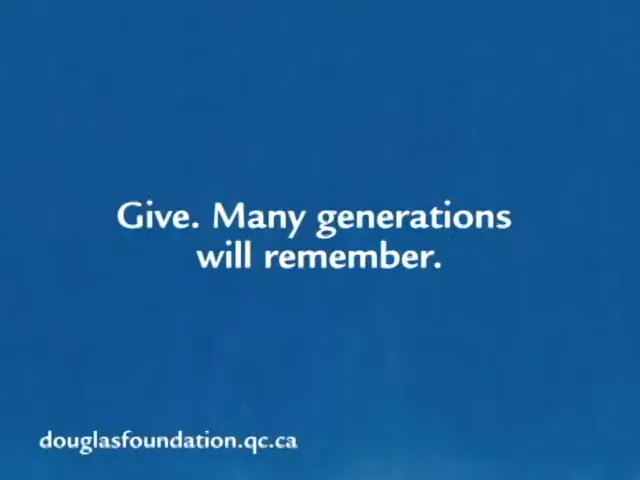 Give. Many generations
will remember.
douglasfoundation.qc.ca